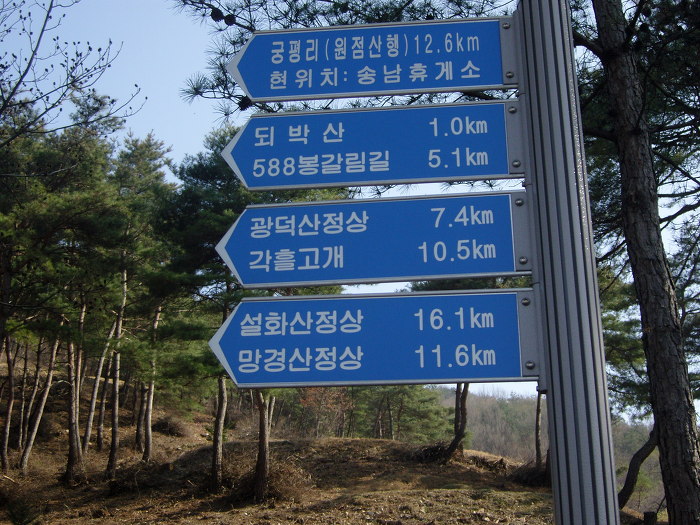 궁평리(원점산행)12.6km
현위치: 송남휴게소
되박산 1.0km
588봉갈림길 5.1km
광덕산정상 7.4km
각흘고개 10.5km
설화산정상 16.1km
망경산정상 11.6km